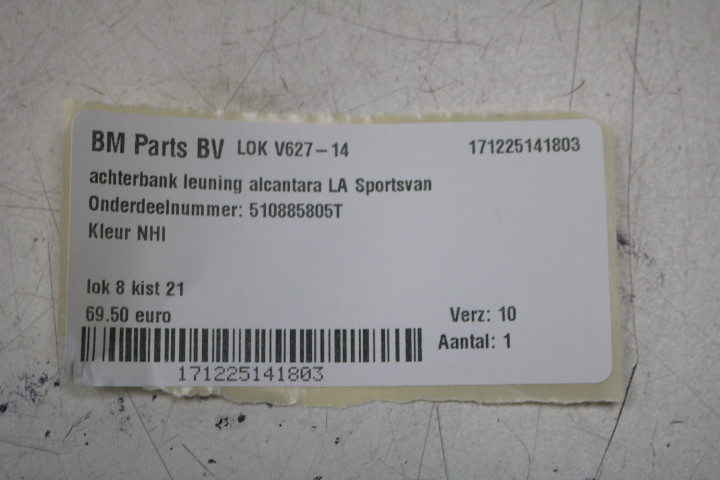 BM Parts BV LOK V627-14 171225141803
achterbank leuning alcantara LA Sportsvan
Onderdeelnummer: 510885805T
Kleur NHI
lok 8 kist 21
69.50 euro Verz: 10
Aantal: 1
171225141803